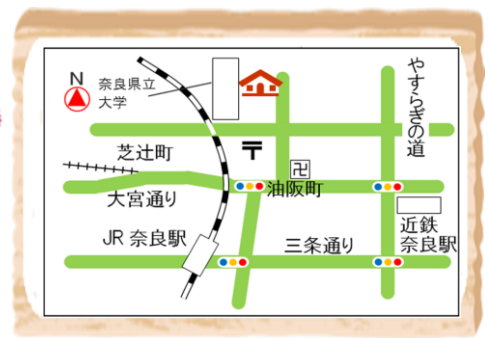 N
奈良県立
大学
やすらぎの道
芝辻町
〒
卍
大宮通り
油阪町
近鉄
奈良駅
JR 奈良駅
三条通り